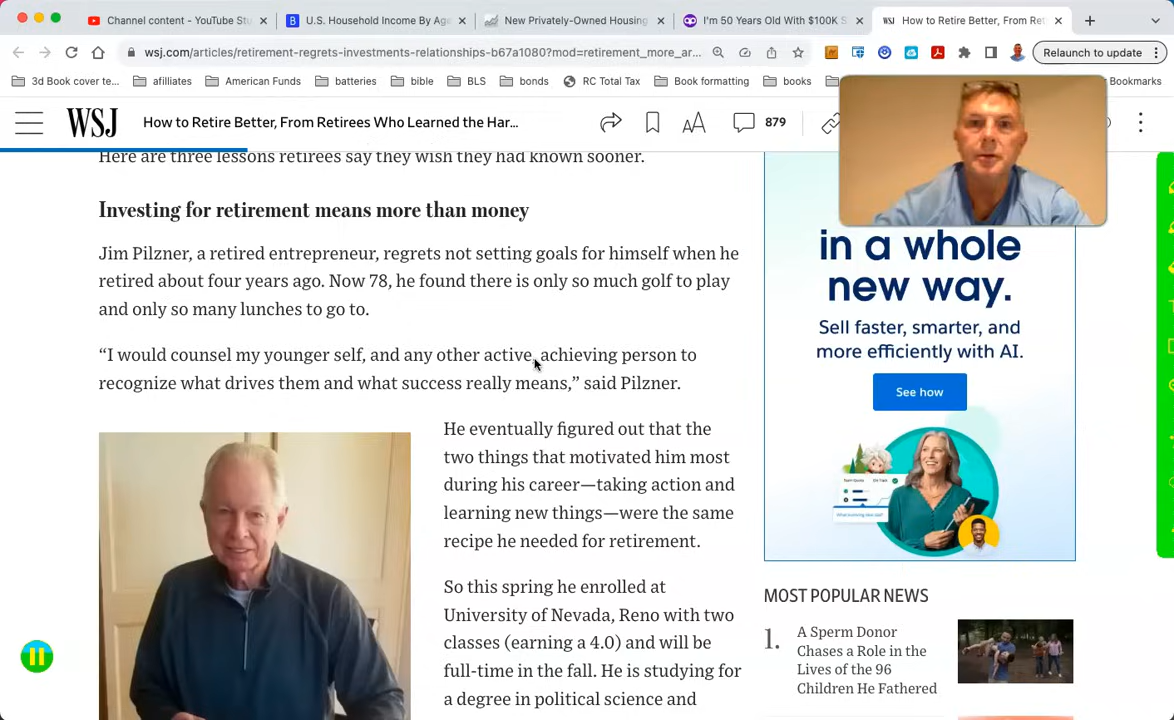 Channel content - YouTube St
U.S. Household Income By Ag
New Privately-Owned Housing
I'm 50 Years Old With $100K S
How to Retire Better, From Ret
wsj.com/articles/retirement-regrets-investments-relationships-b67a1080?mod=retirement_more_ar...
Relaunch to update
3d Book cover te...
afiilliates
American Funds
batteries
bible
BLS
bonds
RC Total Tax
Book formatting
books
Bookmarks
WSJ
How to Retire Better, From Retirees Who Learned the Har...
879
Here are three lessons retirees say they wish they had known sooner.
Investing for retirement means more than money
Jim Pilzner, a retired entrepreneur, regrets not setting goals for himself when he
retired about four years ago. Now 78, he found there is only so much golf to play
and only so many lunches to go to.
“I would counsel my younger self, and any other active, achieving person to
recognize what drives them and what success really means,” said Pilzner.
He eventually figured out that the
two things that motivated him most
during his career—taking action and
learning new things—were the same
recipe he needed for retirement.
So this spring he enrolled at
University of Nevada, Reno with two
classes (earning a 4.0) and will be
full-time in the fall. He is studying for
a degree in political science and
in a whole
new way.
Sell faster, smarter, and
more efficiently with AI.
See how
MOST POPULAR NEWS
1.
A Sperm Donor
Chases a Role in the
Lives of the 96
Children He Fathered